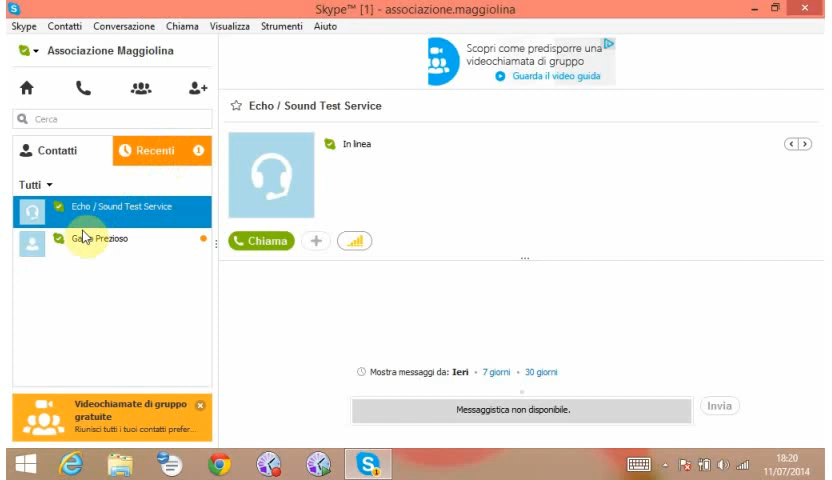 Skype™ [1] - associazione.maggiolina
Skype Contatti Conversazione Chiama Visualizza Strumenti Aiuto
Associazione Maggiolina
Scopri come predisporre una
videochiamata di gruppo
Guarda il video guida
Cerca
Echo / Sound Test Service
Contatti
Recenti 1
In linea
Tutti
Echo / Sound Test Service
Prezioso
Chiama
Mostra messaggi da: Ieri • 7 giorni • 30 giorni
Messaggistica non disponibile.
Invia
Videochiamate di gruppo
gratuite
Riunisci tutti i tuoi contatti prefer...
18:20
11/07/2014